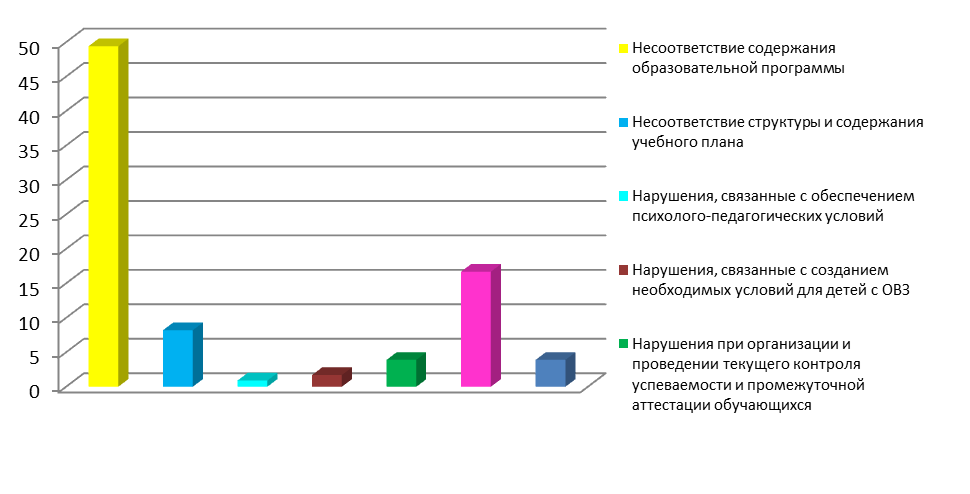 50
45
40
35
30
25
20
15
10
5
0
Несоответствие содержания
образовательной программы
Несоответствие структуры и содержания
учебного плана
Нарушения, связанные с обеспечением
психолого-педагогических условий
Нарушения, связанные с созданием
необходимых условий для детей с ОВЗ
Нарушения при организации и
проведении текущего контроля
успеваемости и промежуточной
аттестации обучающихся